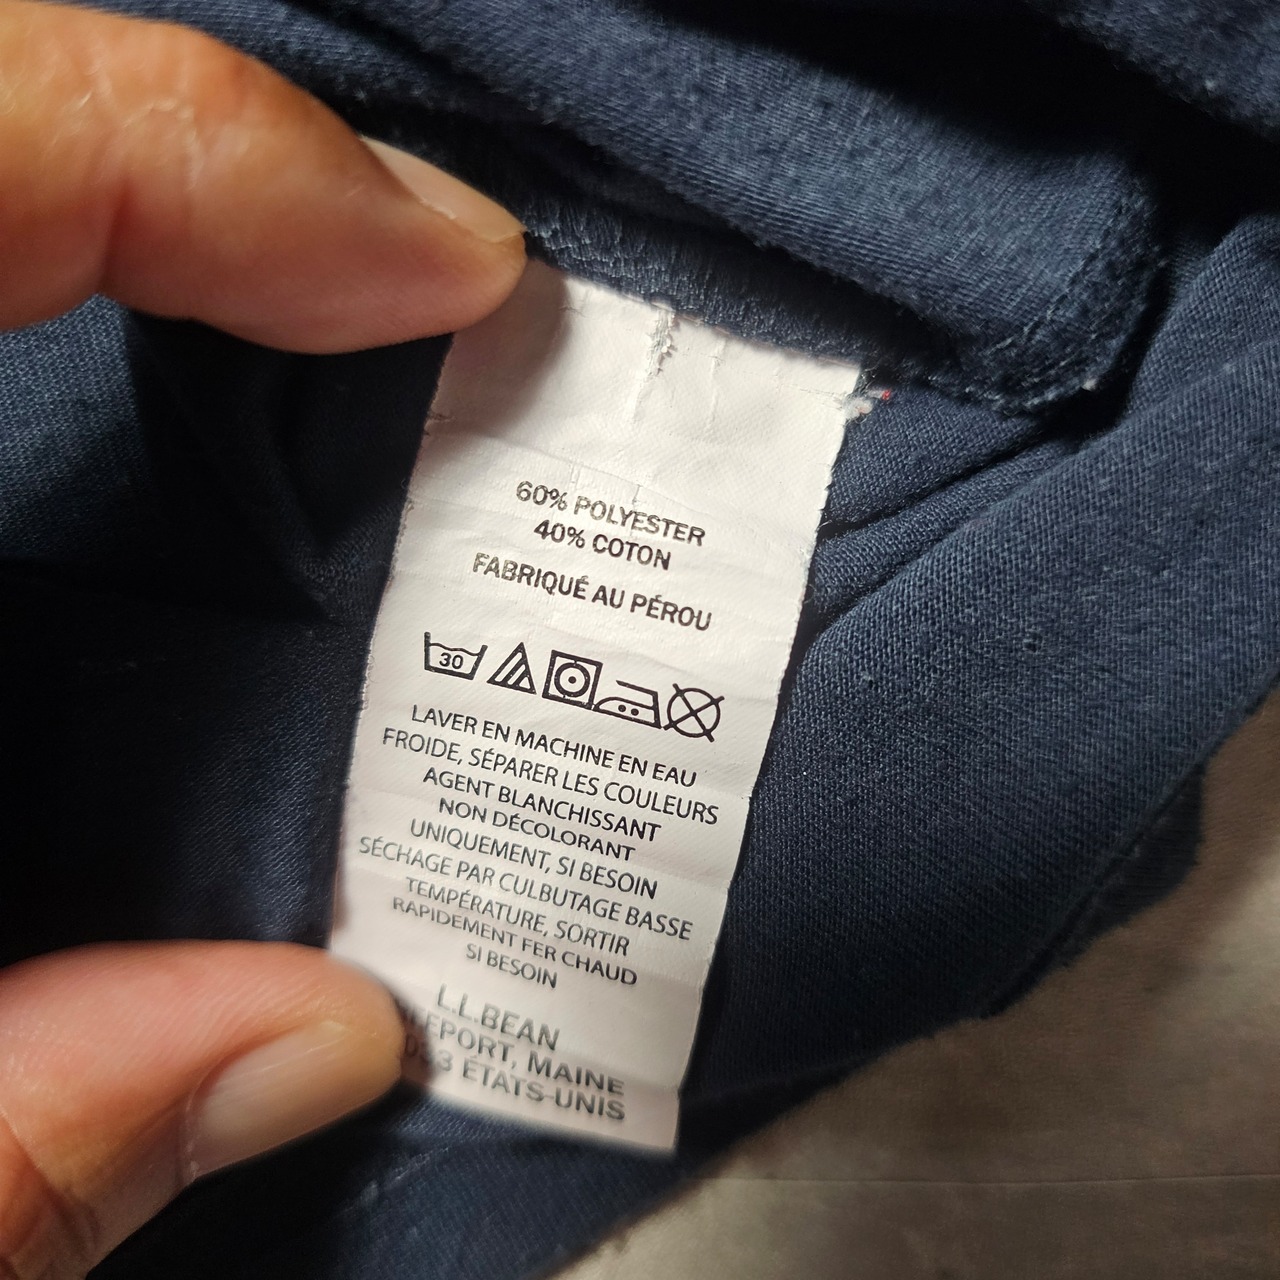 60% POLYESTER
40% COTON
FABRIQUÉ AU PÉROU
30
LAVER EN MACHINE EN EAU
FROIDE, SÉPARER LES COULEURS
AGENT BLANCHISSANT
NON DÉCOLORANT
UNIQUEMENT, SI BESOIN
SÉCHAGE PAR CULBUTAGE BASSE
TEMPÉRATURE, SORTIR
RAPIDEMENT FER CHAUD
SI BESOIN
L.L.BEAN
MAINE
ÉTATS-UNIS